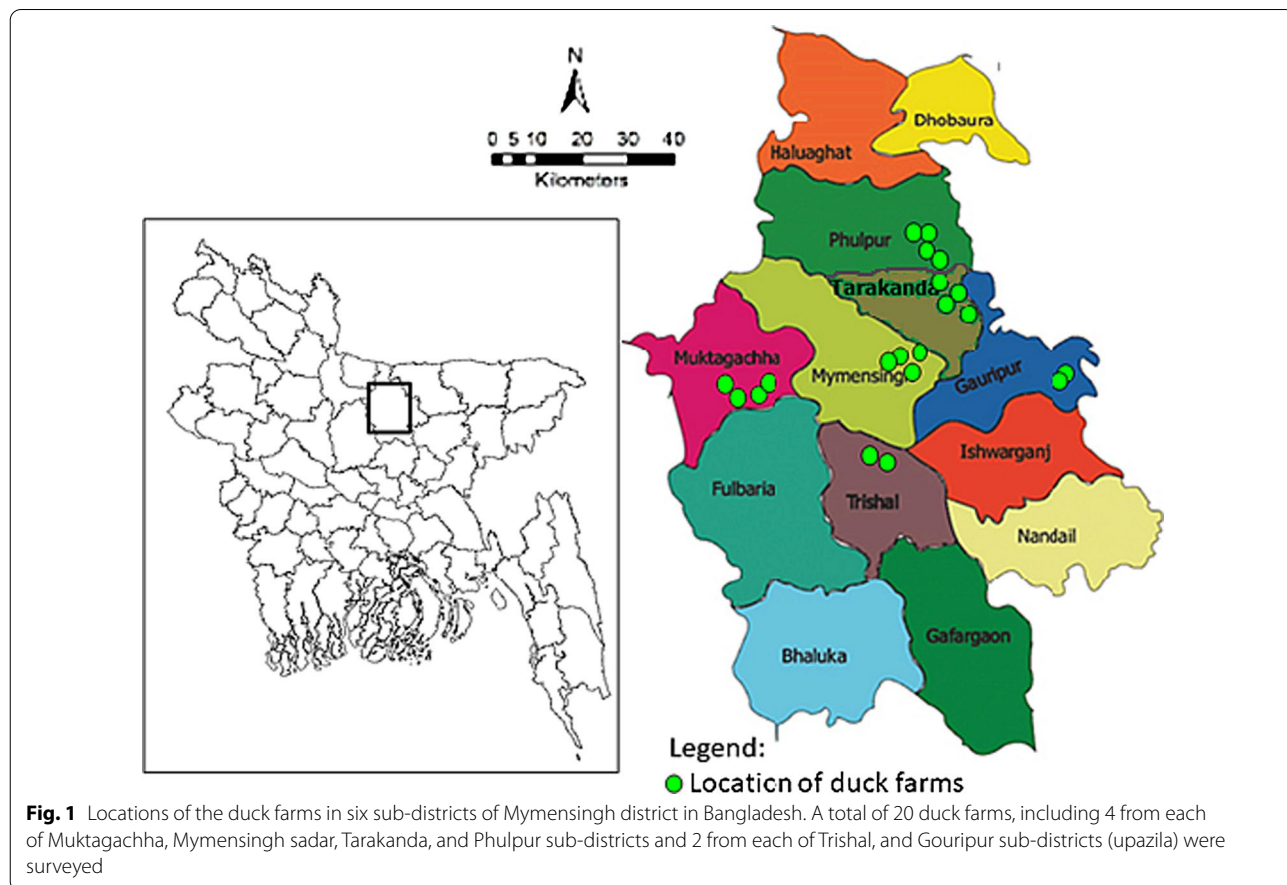 N
0 5 10 20 30 40
Kilometers
Dhobaura
Haluaghat
Phulpur
Tarakanda
Muktagachha
Mymensingh
Gauripur
Ishwarganj
Fulbaria
Trishal
Nandail
Gafargaon
Bhaluka
Legend:
Location of duck farms
Fig. 1 Locations of the duck farms in six sub-districts of Mymensingh district in Bangladesh. A total of 20 duck farms, including 4 from each
of Muktagachha, Mymensingh sadar, Tarakanda, and Phulpur sub-districts and 2 from each of Trishal, and Gouripur sub-districts (upazila) were
surveyed